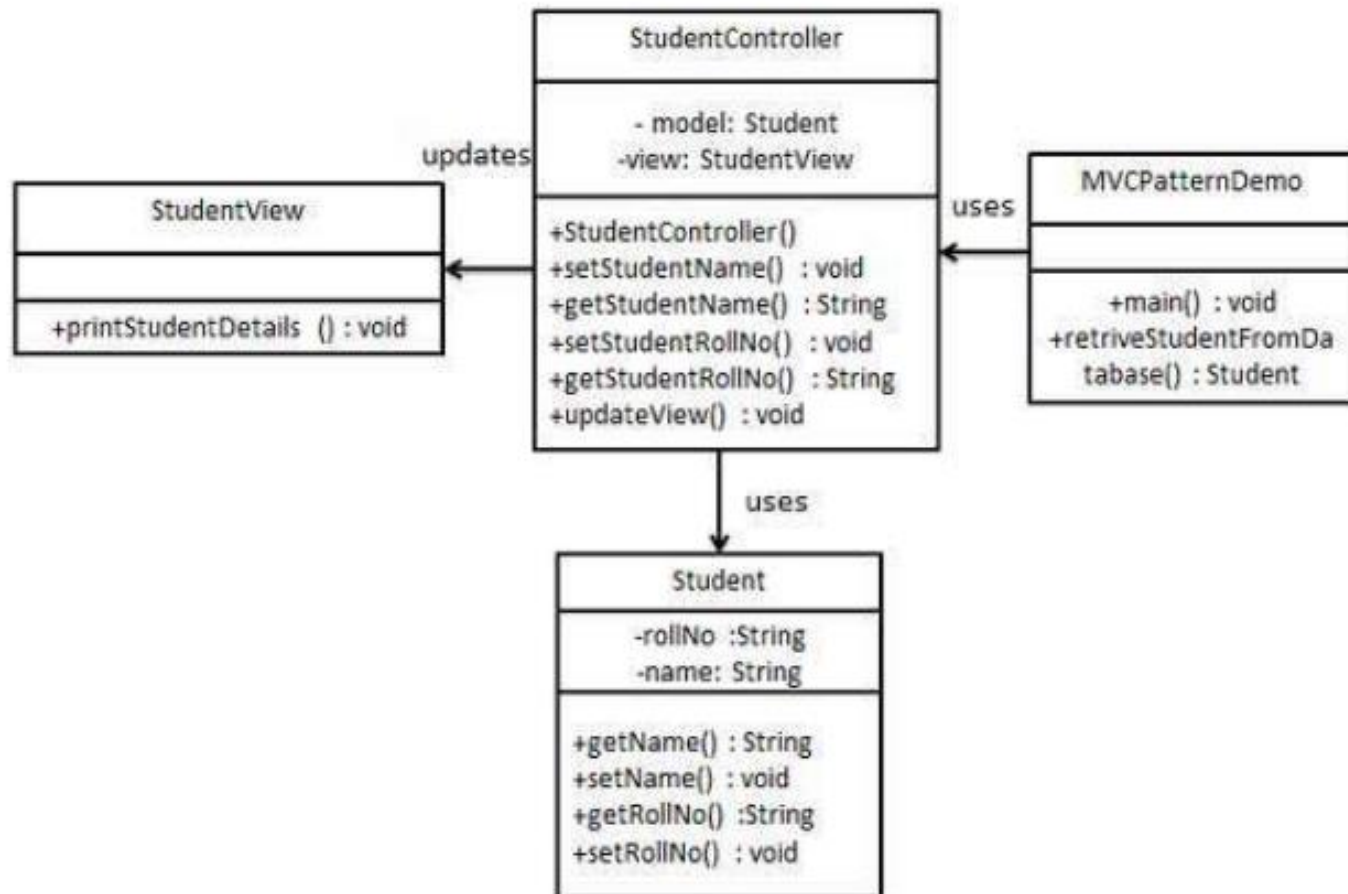 StudentController
- model: Student
-view: StudentView
+StudentController()
+setStudentName() : void
+getStudentName() : String
+setStudentRollNo() : void
+getStudentRollNo() : String
+updateView() : void
updates
StudentView
+printStudentDetails () : void
uses
MVCPatternDemo
+main() : void
+retriveStudentFromDa
tabase() : Student
uses
Student
-rollNo :String
-name: String
+getName() : String
+setName() : void
+getRollNo() :String
+setRollNo() : void